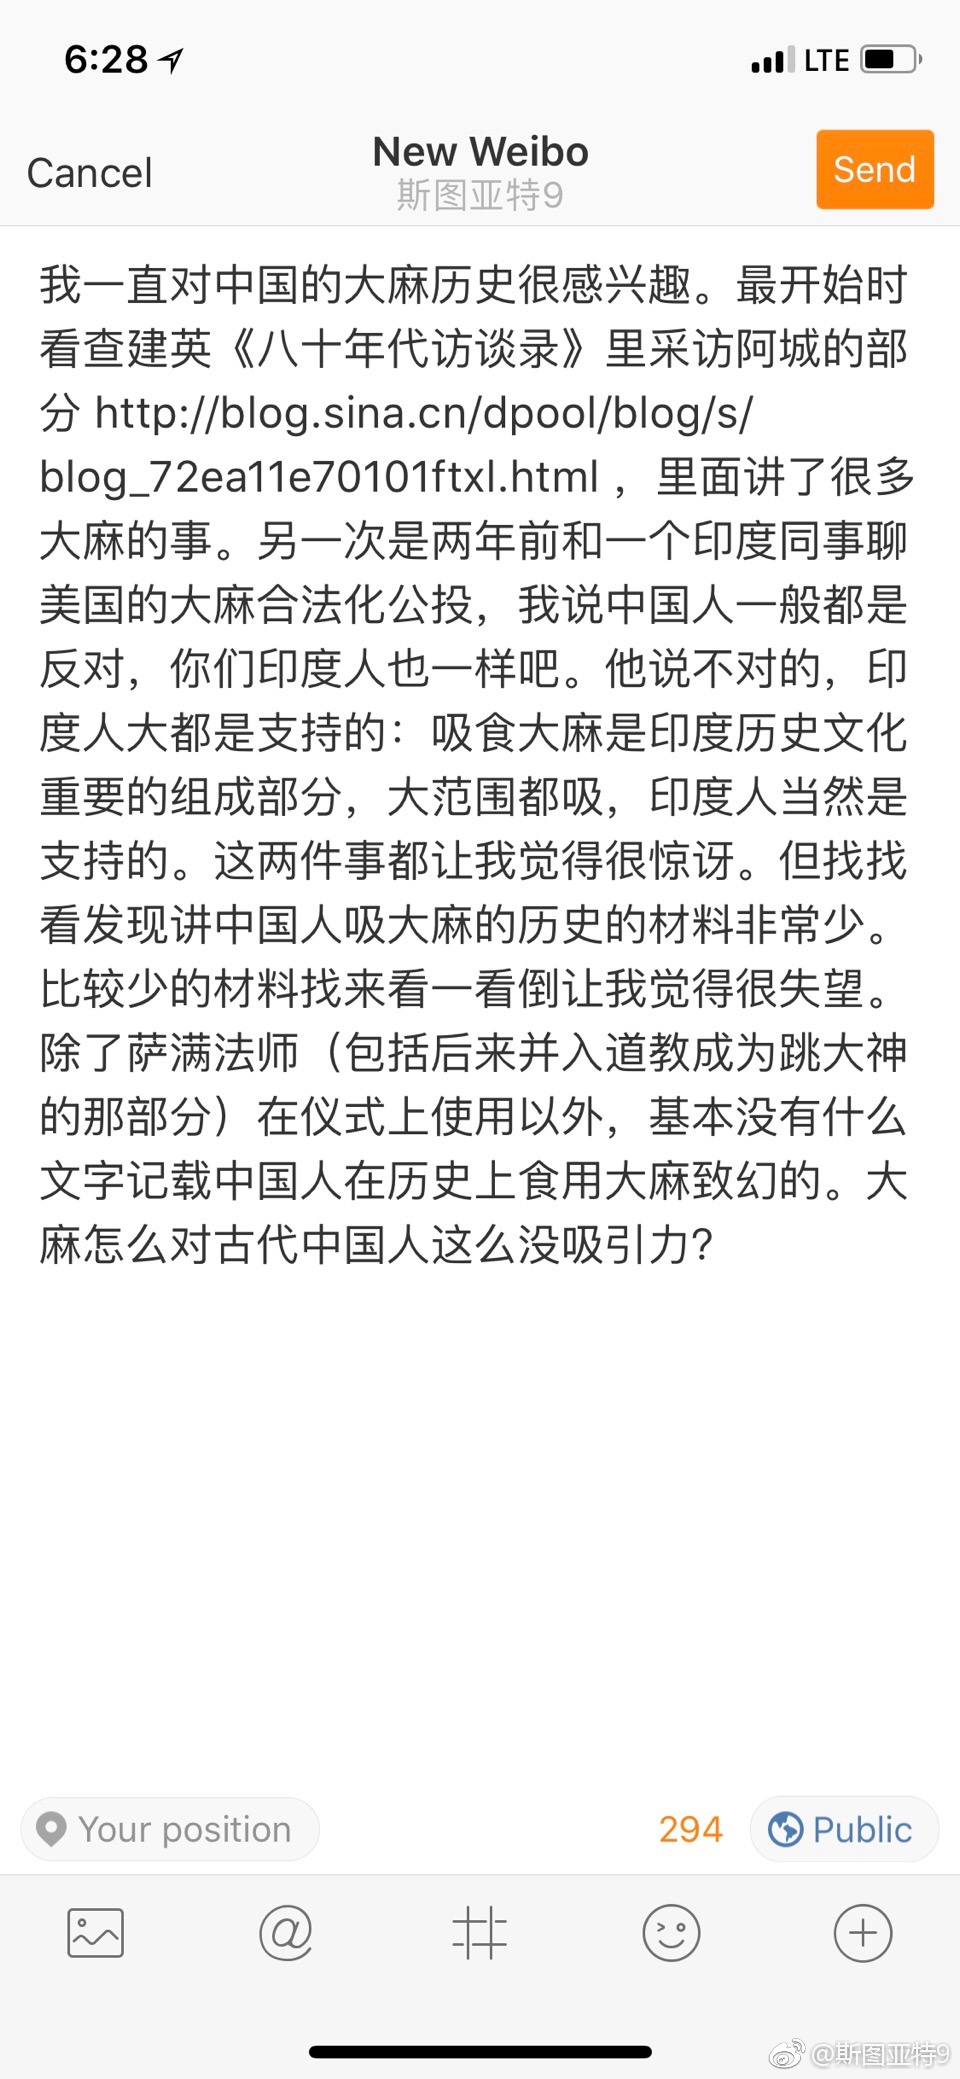 6:28
LTE
Cancel
New Weibo
斯图亚特9
Send
我一直对中国的大麻历史很感兴趣。最开始时
看查建英《八十年代访谈录》里采访阿城的部
分 http://blog.sina.cn/dpool/blog/s/
blog_72ea11e70101ftxl.html ，里面讲了很多
大麻的事。另一次是两年前和一个印度同事聊
美国的大麻合法化公投，我说中国人一般都是
反对，你们印度人也一样吧。他说不对的，印
度人大都是支持的：吸食大麻是印度历史文化
重要的组成部分，大范围都吸，印度人当然是
支持的。这两件事都让我觉得很惊讶。但找找
看发现讲中国人吸大麻的历史的材料非常少。
比较少的材料找来看一看倒让我觉得很失望。
除了萨满法师（包括后来并入道教成为跳大神
的那部分）在仪式上使用以外，基本没有什么
文字记载中国人在历史上食用大麻致幻的。大
麻怎么对古代中国人这么没吸引力?
Your position
294
Public
@斯图亚特9